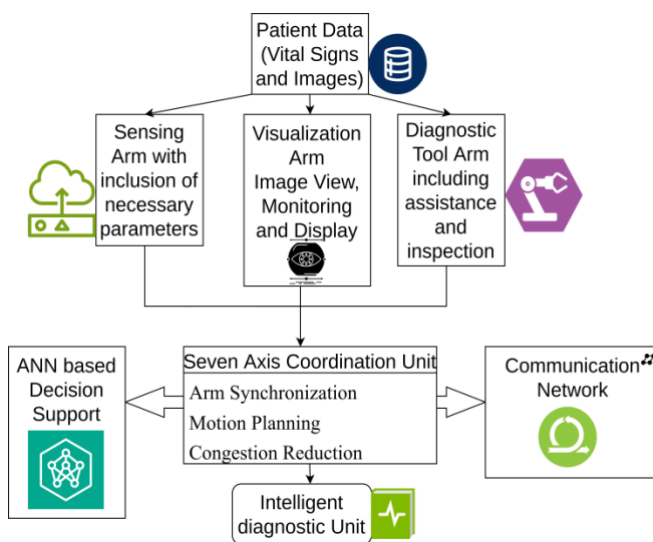 Patient Data
(Vital Signs
and Images)
Sensing
Arm with
inclusion of
necessary
parameters
Visualization
Arm
Image View,
Monitoring
and Display
Diagnostic
Tool Arm
including
assistance
and
inspection
ANN based
Decision
Support
Seven Axis Coordination Unit
Arm Synchronization
Motion Planning
Congestion Reduction
Communication
Network
Intelligent
diagnostic Unit